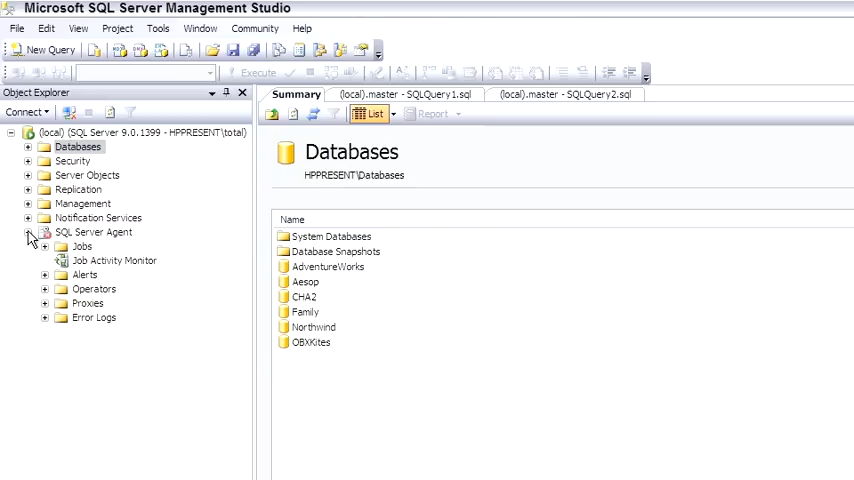 Microsoft SQL Server Management Studio
File Edit View Project Tools Window Community Help
New Query
Execute
Object Explorer
Summary (local).master - SQLQuery1.sql (local).master - SQLQuery2.sql
Connect
List Report
(local) (SQL Server 9.0.1399 - HPPRESENT\total)
Databases
Security
Server Objects
Replication
Management
Notification Services
SQL Server Agent
Jobs
Job Activity Monitor
Alerts
Operators
Proxies
Error Logs
Databases
HPPRESENT\Databases
Name
System Databases
Database Snapshots
AdventureWorks
Aesop
CHA2
Family
Northwind
OBXKites